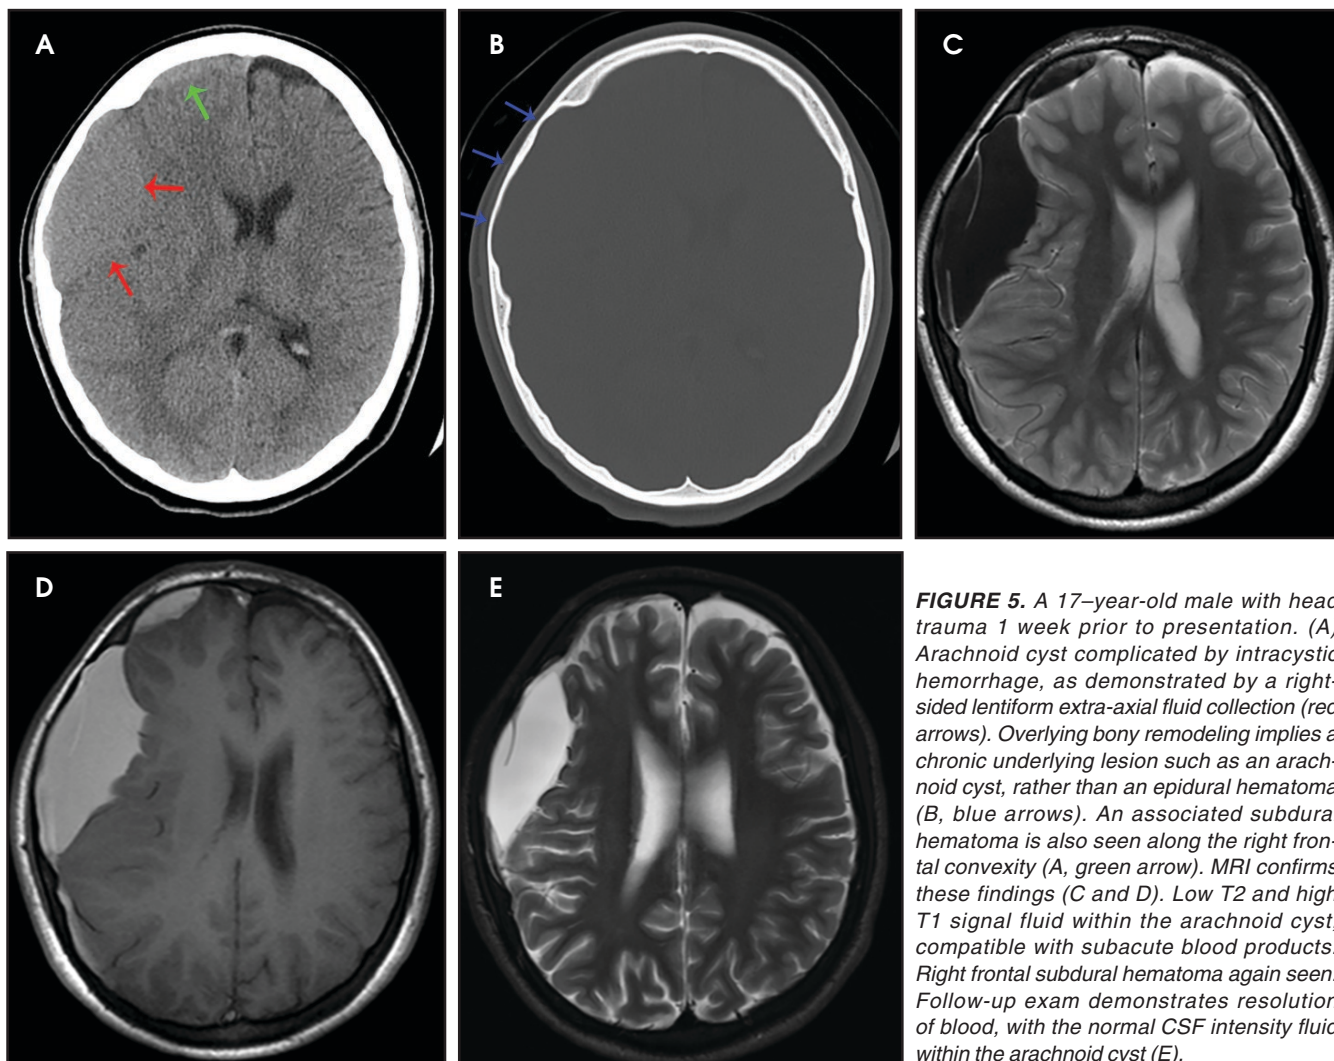 A
B
C
D
E
FIGURE 5. A 17–year-old male with head
trauma 1 week prior to presentation. (A)
Arachnoid cyst complicated by intracystic
hemorrhage, as demonstrated by a right-
sided lentiform extra-axial fluid collection (red
arrows). Overlying bony remodeling implies a
chronic underlying lesion such as an arach-
noid cyst, rather than an epidural hematoma
(B, blue arrows). An associated subdural
hematoma is also seen along the right fron-
tal convexity (A, green arrow). MRI confirms
these findings (C and D). Low T2 and high
T1 signal fluid within the arachnoid cyst,
compatible with subacute blood products.
Right frontal subdural hematoma again seen.
Follow-up exam demonstrates resolution
of blood, with the normal CSF intensity fluid
within the arachnoid cyst (E).